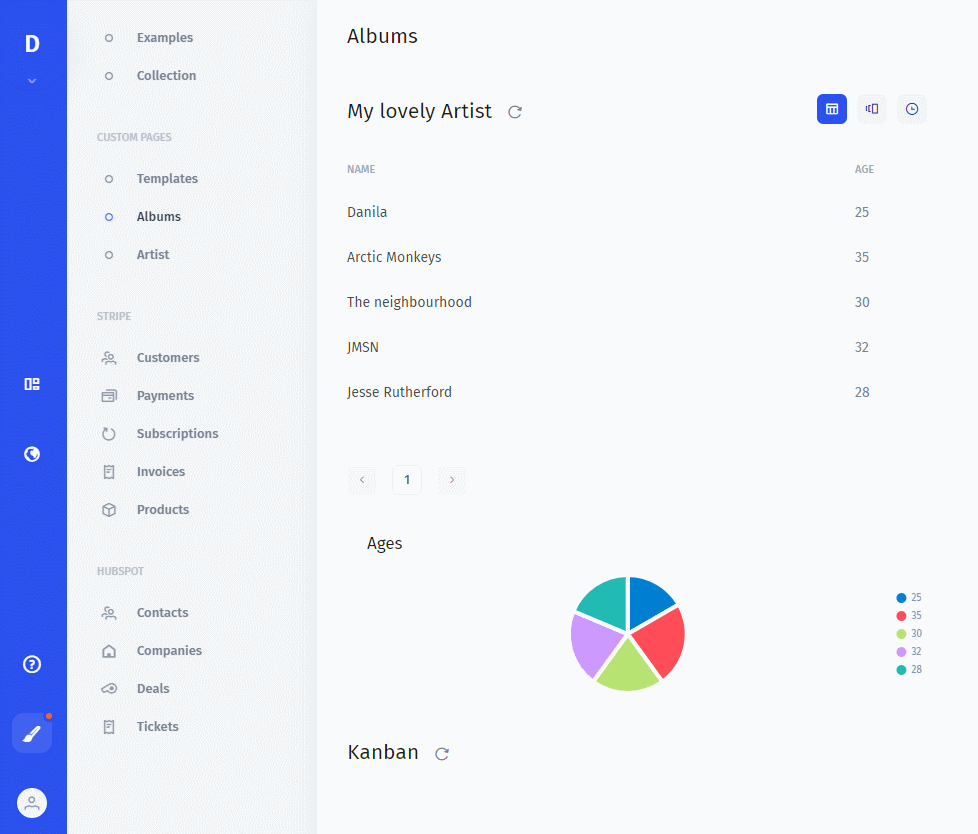 D
Examples
Collection
CUSTOM PAGES
Templates
Albums
Artist
STRIPE
Customers
Payments
Subscriptions
Invoices
Products
HUBSPOT
Contacts
Companies
Deals
Tickets
?
Albums
My lovely Artist
NAME AGE
Danila 25
Arctic Monkeys 35
The neighbourhood 30
JMSN 32
Jesse Rutherford 28
1
Ages
25
35
30
32
28
Kanban